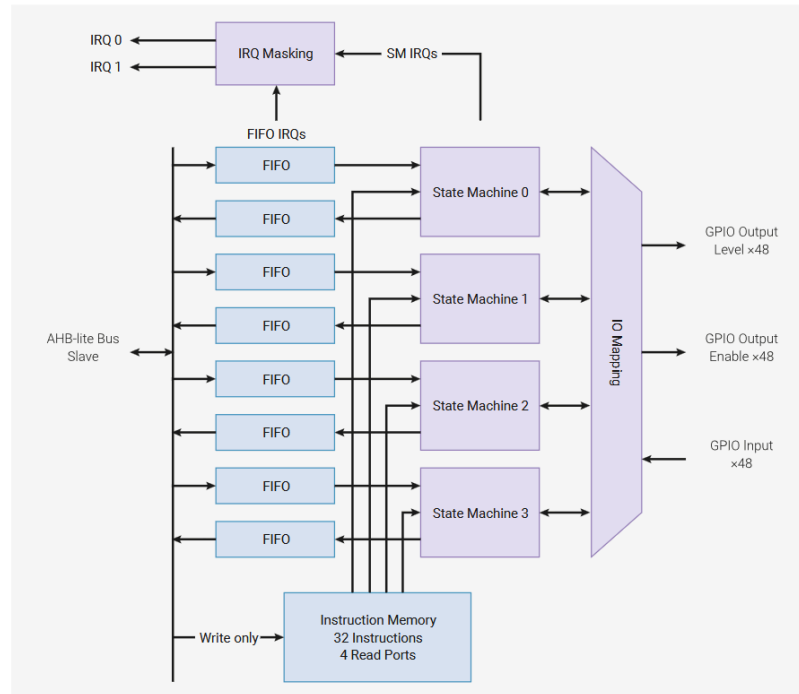 IRQ 0
IRQ 1
IRQ Masking
SM IRQs
FIFO IRQs
FIFO
State Machine 0
FIFO
FIFO
State Machine 1
FIFO
FIFO
State Machine 2
FIFO
FIFO
State Machine 3
FIFO
AHB-lite Bus
Slave
IO Mapping
GPIO Output
Level ×48
GPIO Output
Enable ×48
GPIO Input
×48
Write only
Instruction Memory
32 Instructions
4 Read Ports